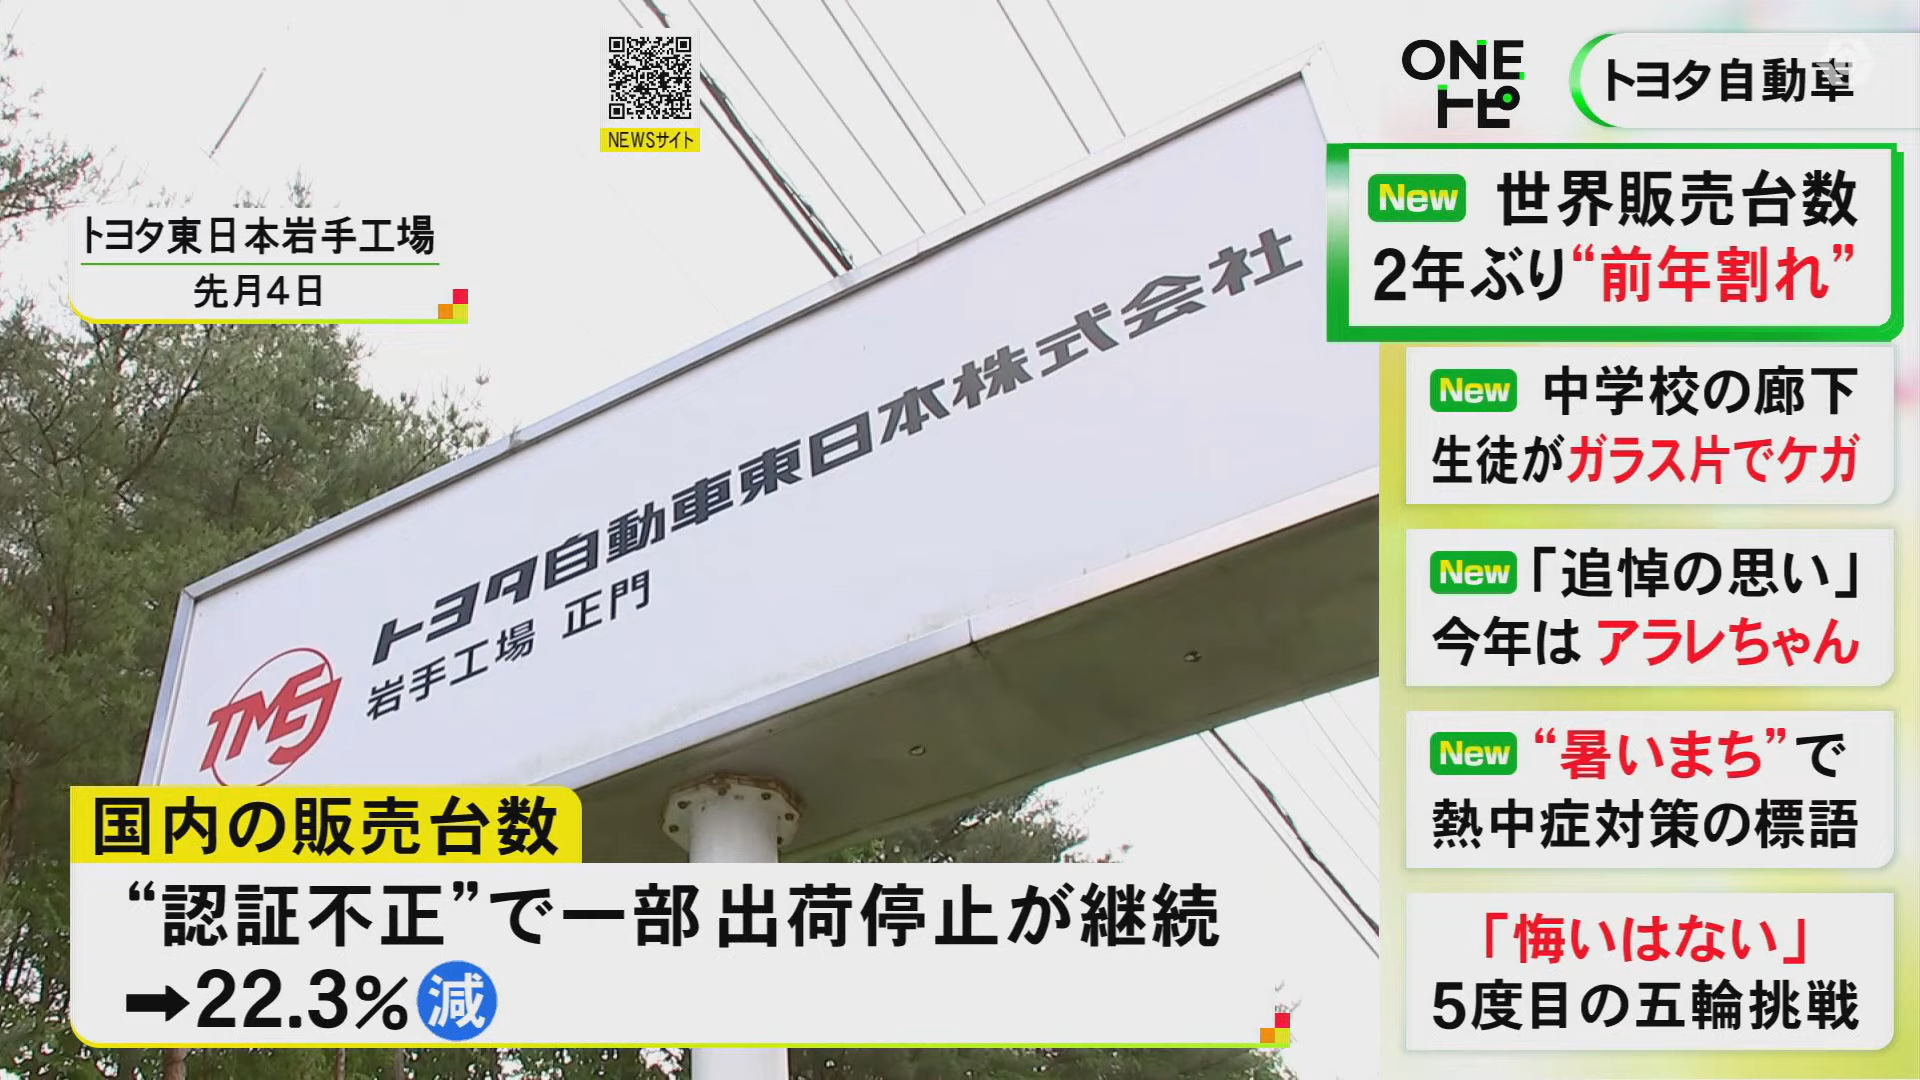 NEWSサイト
トヨタ東日本岩手工場
先月4日
トヨタ自動車東日本株式会社
岩手工場 正門
TMEJ
国内の販売台数
“認証不正”で一部出荷停止が継続
➡22.3%減
ONE
トヨタ自動車
New 世界販売台数
2年ぶり“前年割れ”
New 中学校の廊下
生徒がガラス片でケガ
New 「追悼の思い」
今年は アラレちゃん
New “暑いまち”で
熱中症対策の標語
「悔いはない」
5度目の五輪挑戦